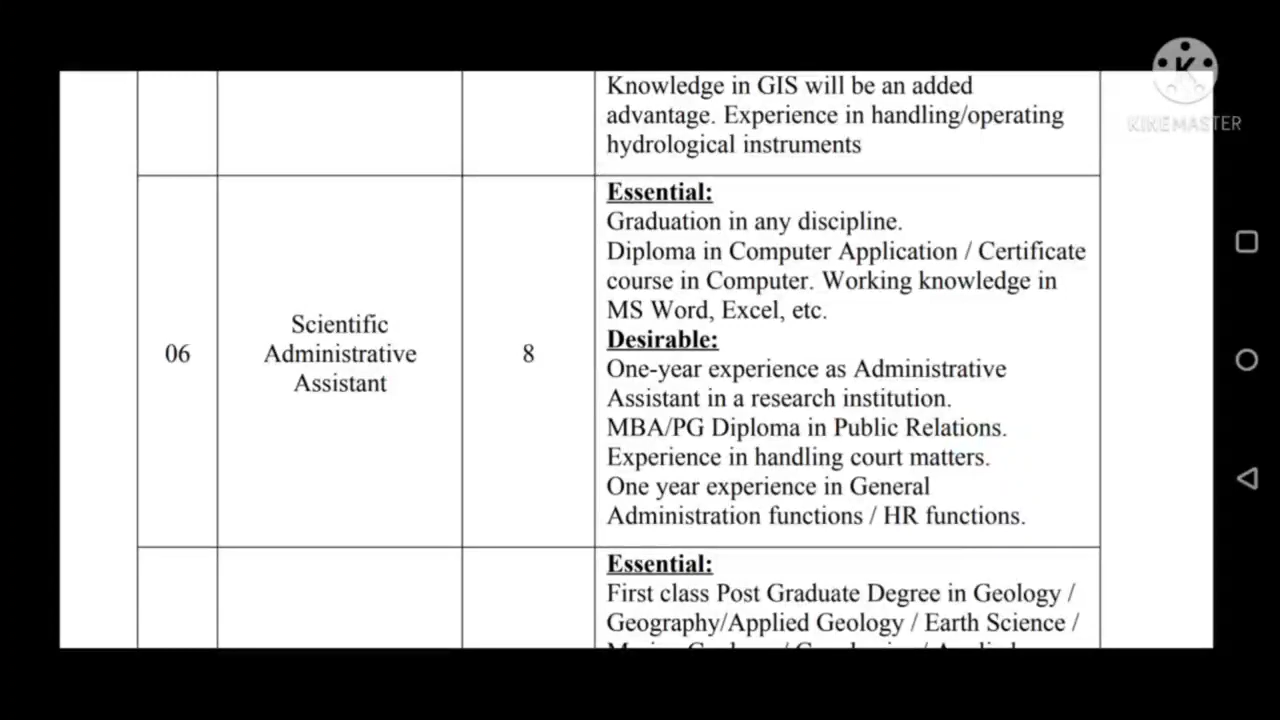 Knowledge in GIS will be an added
advantage. Experience in handling/operating
hydrological instruments
K
KINEMASTER
06
Scientific
Administrative
Assistant
8
Essential:
Graduation in any discipline.
Diploma in Computer Application / Certificate
course in Computer. Working knowledge in
MS Word, Excel, etc.
Desirable:
One-year experience as Administrative
Assistant in a research institution.
MBA/PG Diploma in Public Relations.
Experience in handling court matters.
One year experience in General
Administration functions / HR functions.
Essential:
First class Post Graduate Degree in Geology /
Geography/Applied Geology / Earth Science /